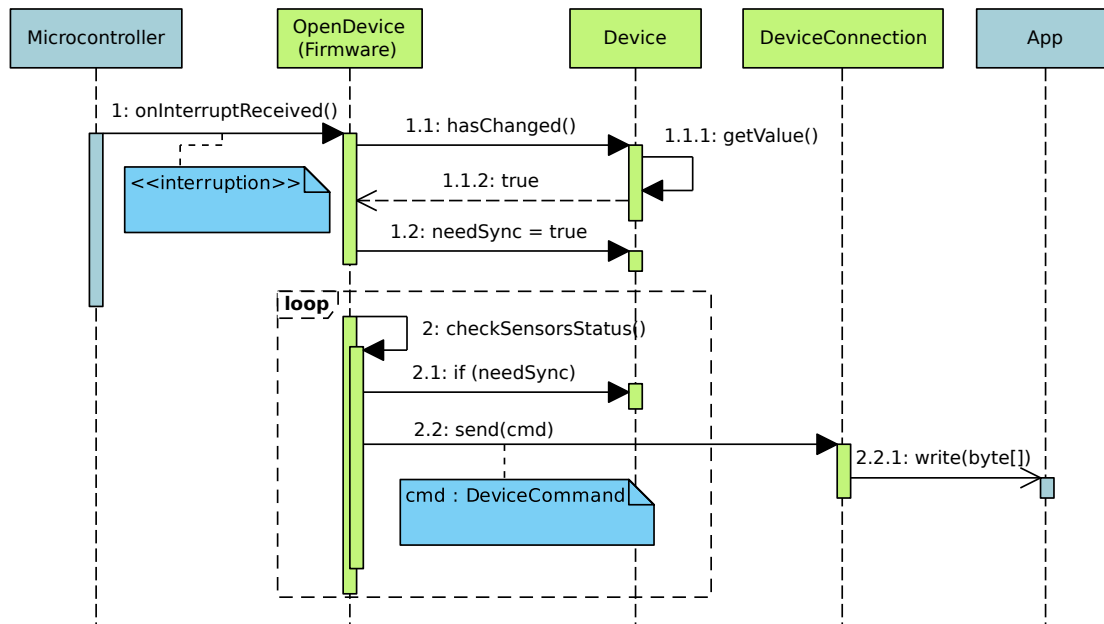 Microcontroller
OpenDevice
(Firmware)
Device
DeviceConnection
App
1: onInterruptReceived()
1.1: hasChanged()
1.1.1: getValue()
<<interruption>>
1.1.2: true
1.2: needSync = true
loop
2: checkSensorsStatus()
2.1: if (needSync)
2.2: send(cmd)
2.2.1: write(byte[])
cmd : DeviceCommand